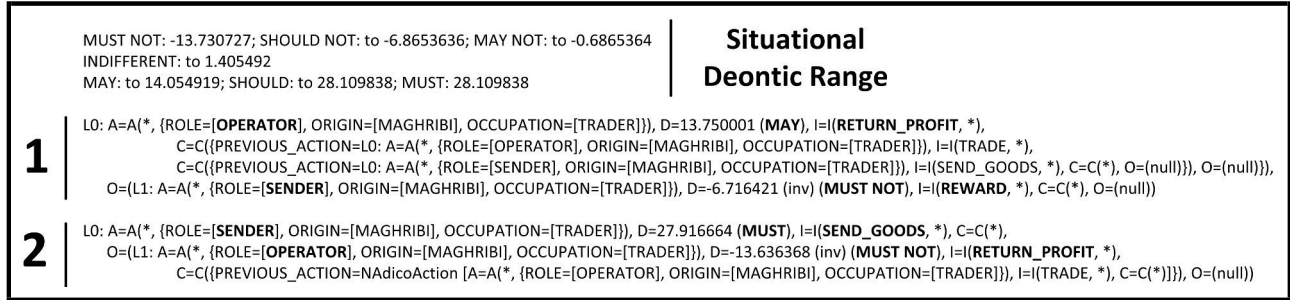 MUST NOT: -13.730727; SHOULD NOT: to -6.8653636; MAY NOT: to -0.6865364
INDIFFERENT: to 1.405492
MAY: to 14.054919; SHOULD: to 28.109838; MUST: 28.109838
Situational
Deontic Range
1
L0: A=A(*, {ROLE=[OPERATOR], ORIGIN=[MAGHRIBI], OCCUPATION=[TRADER]}), D=13.750001 (MAY), I=I(RETURN_PROFIT, *),
C=C({PREVIOUS_ACTION=L0: A=A(*, {ROLE=[OPERATOR], ORIGIN=[MAGHRIBI], OCCUPATION=[TRADER]}), I=I(TRADE, *),
C=C({PREVIOUS_ACTION=L0: A=A(*, {ROLE=[SENDER], ORIGIN=[MAGHRIBI], OCCUPATION=[TRADER]}), I=I(SEND_GOODS, *), C=C(*), O=(null)}), O=(null)}),
O=(L1: A=A(*, {ROLE=[SENDER], ORIGIN=[MAGHRIBI], OCCUPATION=[TRADER]}), D=-6.716421 (inv) (MUST NOT), I=I(REWARD, *), C=C(*), O=(null))
2
L0: A=A(*, {ROLE=[SENDER], ORIGIN=[MAGHRIBI], OCCUPATION=[TRADER]}), D=27.916664 (MUST), I=I(SEND_GOODS, *), C=C(*),
O=(L1: A=A(*, {ROLE=[OPERATOR], ORIGIN=[MAGHRIBI], OCCUPATION=[TRADER]}), D=-13.636368 (inv) (MUST NOT), I=I(RETURN_PROFIT, *),
C=C({PREVIOUS_ACTION=NAdicoAction [A=A(*, {ROLE=[OPERATOR], ORIGIN=[MAGHRIBI], OCCUPATION=[TRADER]}), I=I(TRADE, *), C=C(*)]}), O=(null))